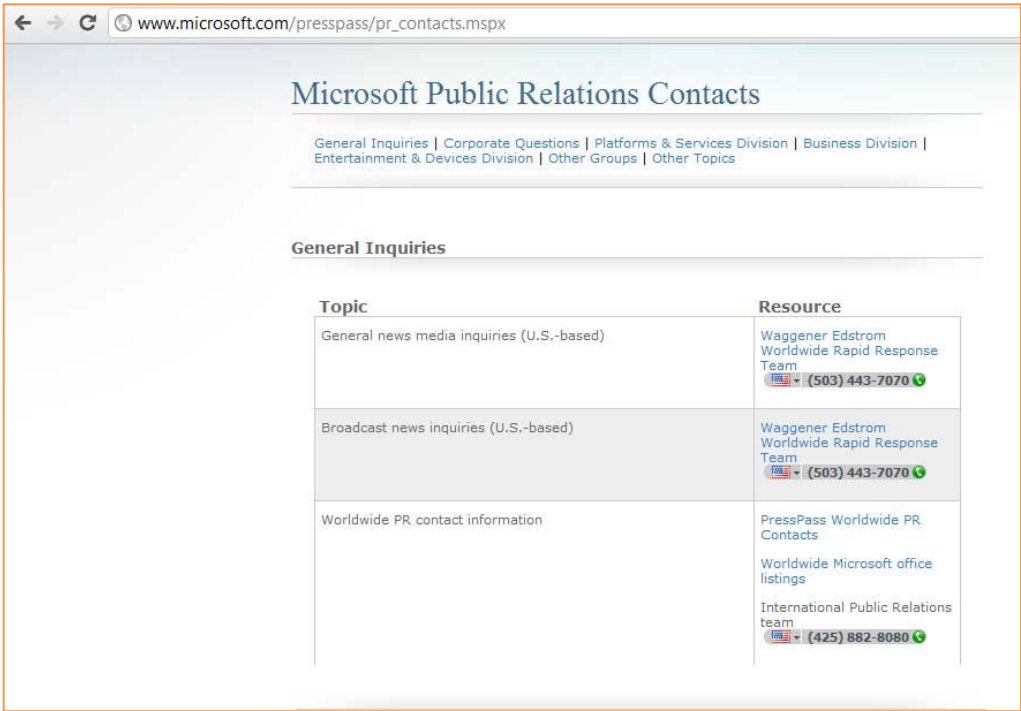 www.microsoft.com/presspass/pr_contacts.mspx
Microsoft Public Relations Contacts
General Inquiries | Corporate Questions | Platforms & Services Division | Business Division |
Entertainment & Devices Division | Other Groups | Other Topics
General Inquiries
Topic
Resource
General news media inquiries (U.S.-based)
Waggener Edstrom
Worldwide Rapid Response
Team
(503) 443-7070
Broadcast news inquiries (U.S.-based)
Waggener Edstrom
Worldwide Rapid Response
Team
(503) 443-7070
Worldwide PR contact information
PressPass Worldwide PR
Contacts
Worldwide Microsoft office
listings
International Public Relations
team
(425) 882-8080